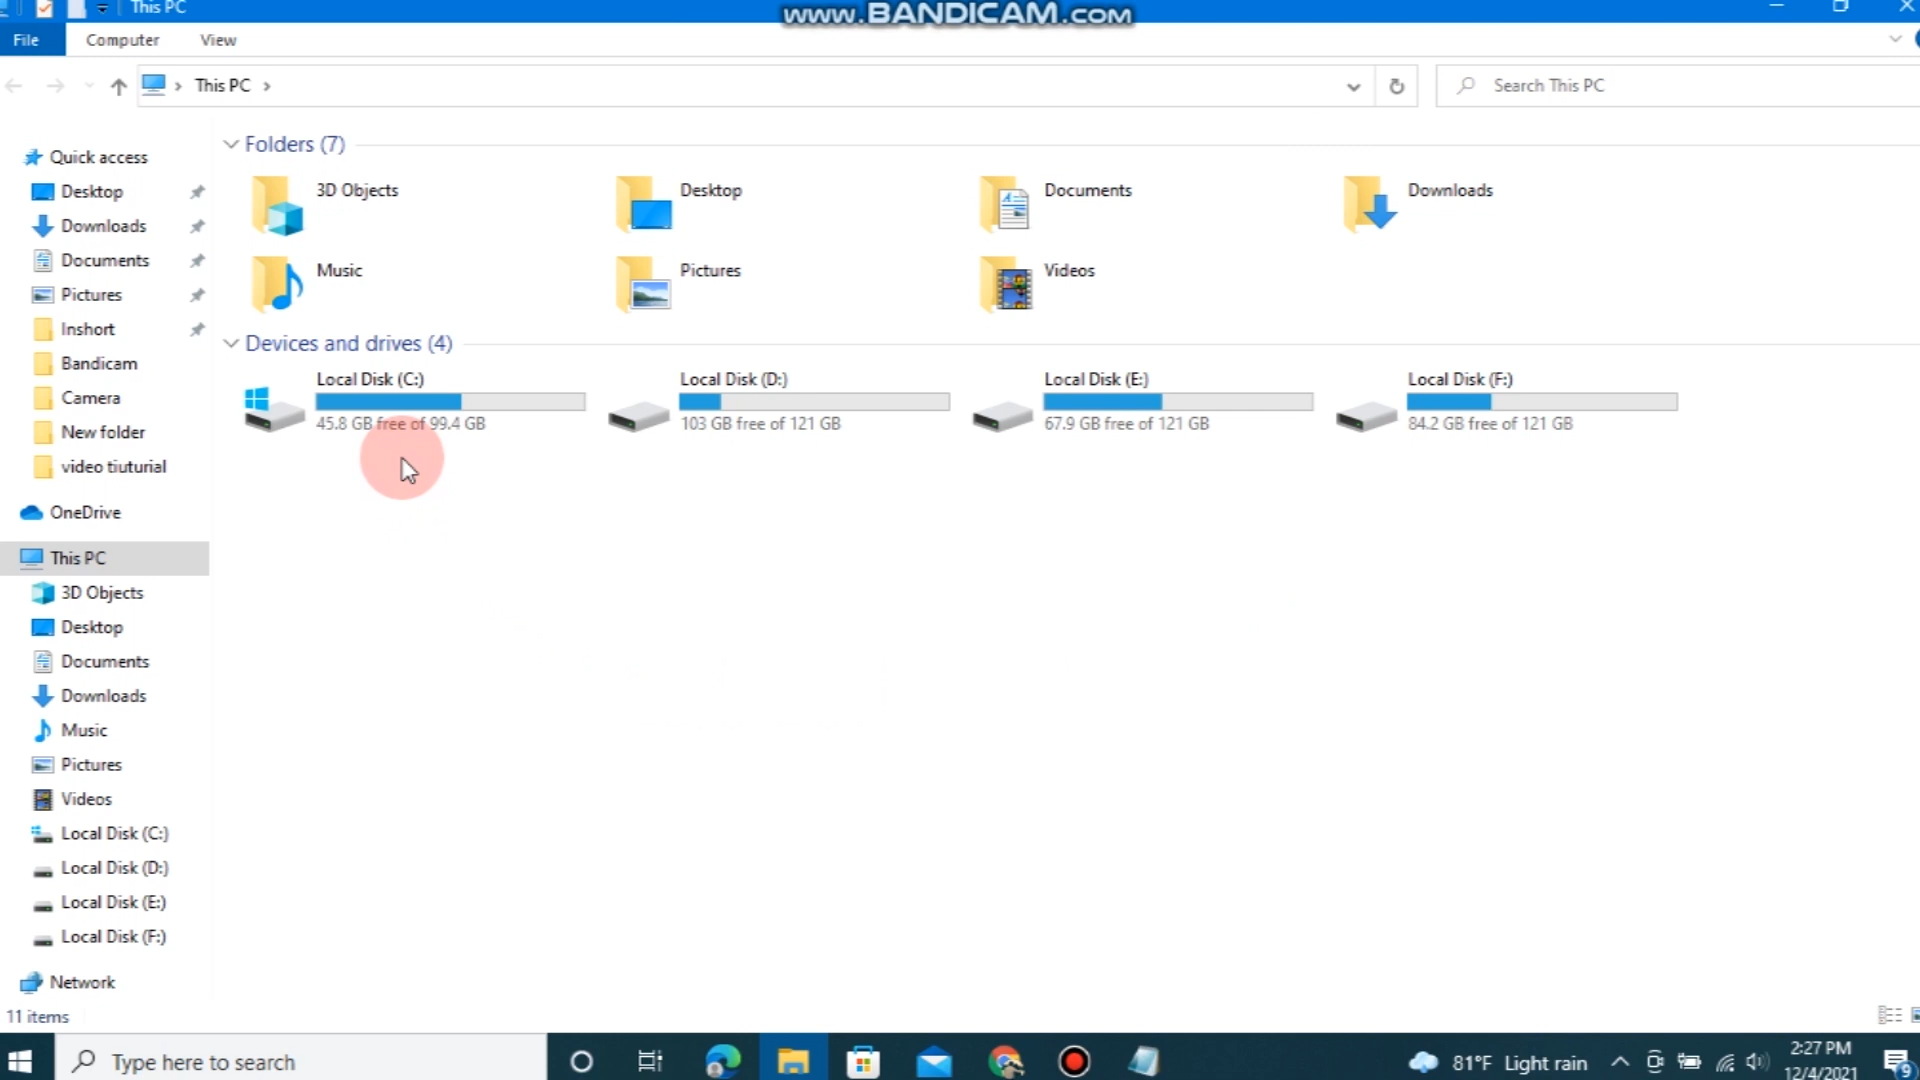 This PC
www.BANDICAM.com
File
Computer
View
This PC
Search This PC
Quick access
Desktop
Downloads
Documents
Pictures
Inshort
Bandicam
Camera
New folder
video tiuturial
OneDrive
This PC
3D Objects
Desktop
Documents
Downloads
Music
Pictures
Videos
Local Disk (C:)
Local Disk (D:)
Local Disk (E:)
Local Disk (F:)
Network
Folders (7)
3D Objects
Desktop
Documents
Downloads
Music
Pictures
Videos
Devices and drives (4)
Local Disk (C:)
45.8 GB free of 99.4 GB
Local Disk (D:)
103 GB free of 121 GB
Local Disk (E:)
67.9 GB free of 121 GB
Local Disk (F:)
84.2 GB free of 121 GB
11 items
Type here to search
81°F Light rain
2:27 PM
12/4/2021
9